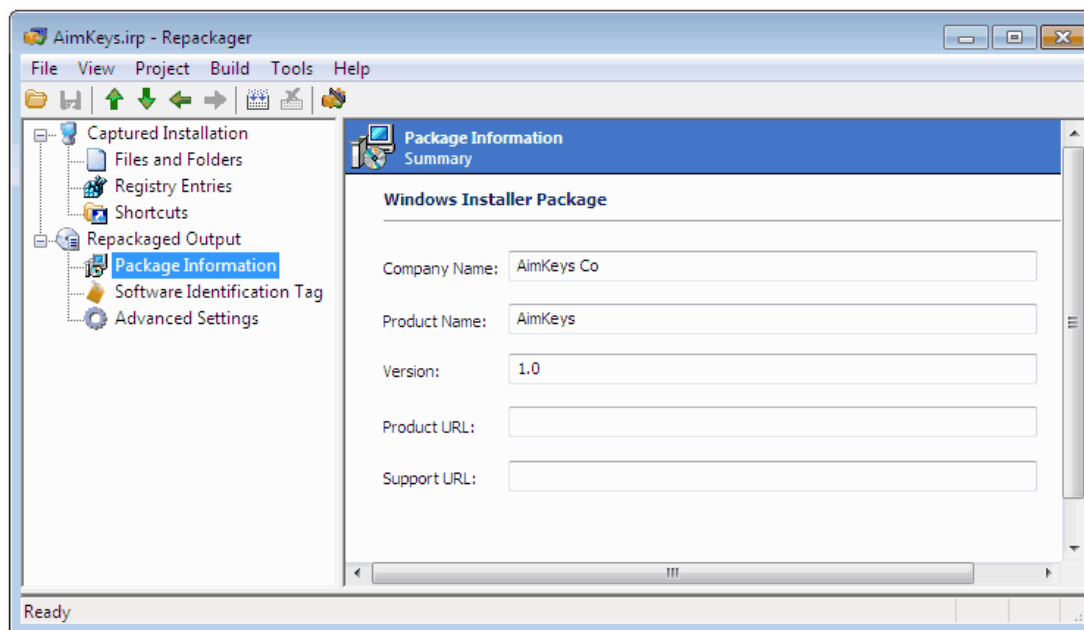 AimKeys.irp - Repackager
File View Project Build Tools Help
Captured Installation
Files and Folders
Registry Entries
Shortcuts
Repackaged Output
Package Information
Software Identification Tag
Advanced Settings
Package Information
Summary
Windows Installer Package
Company Name: AimKeys Co
Product Name: AimKeys
Version: 1.0
Product URL:
Support URL:
Ready